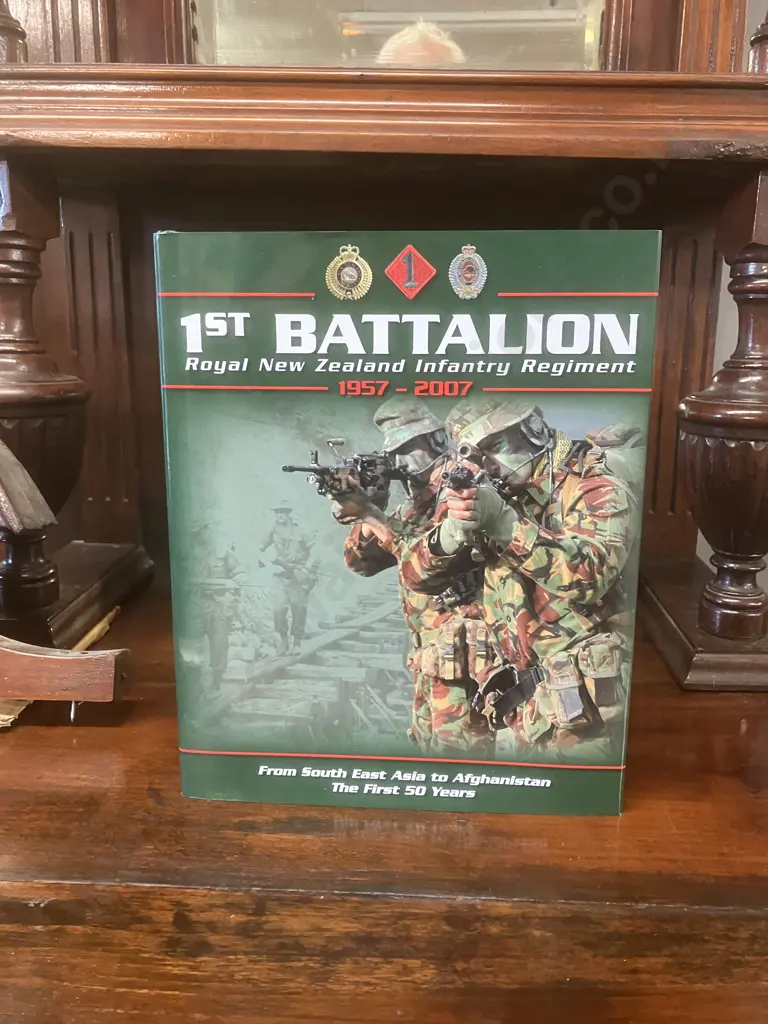 1
1ST BATTALION
Royal New Zealand Infantry Regiment
1957 - 2007
From South East Asia to Afghanistan
The First 50 Years